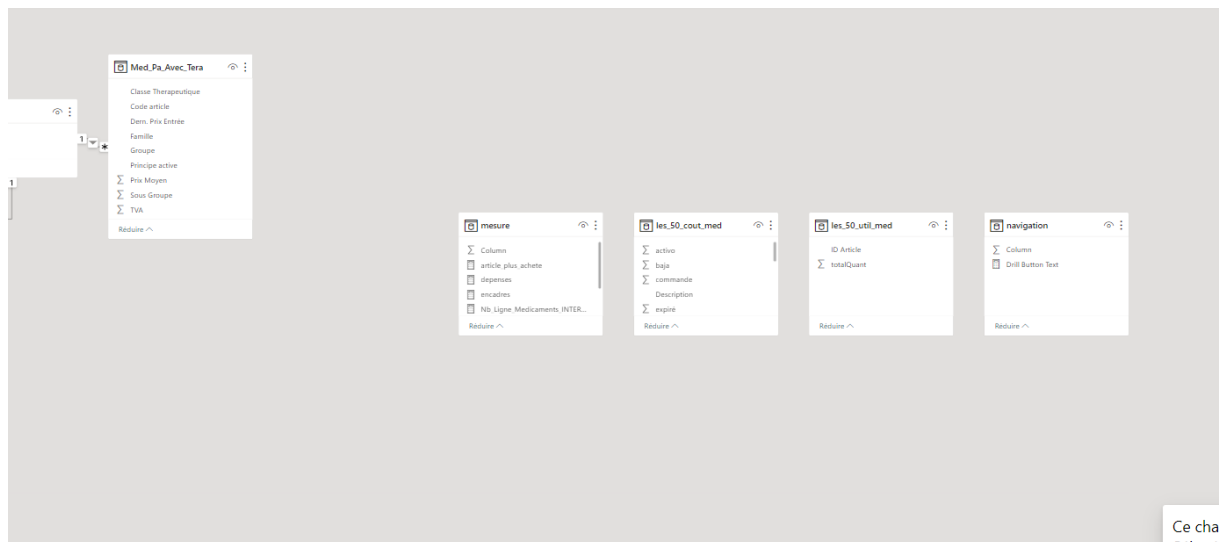 Med_Pa_Avec_Tera
Classe Therapeutique
Code article
Dern. Prix Entrée
Famille
Groupe
Principe active
Prix Moyen
Sous Groupe
TVA
Réduire
1
*
1
mesure
Column
article_plus_achete
depenses
encadres
Nb_Ligne_Medicaments_INTER...
Réduire
les_50_cout_med
activo
baja
commande
Description
expiré
Réduire
les_50_util_med
ID Article
totalQuant
Réduire
navigation
Column
Drill Button Text
Réduire
Ce cha